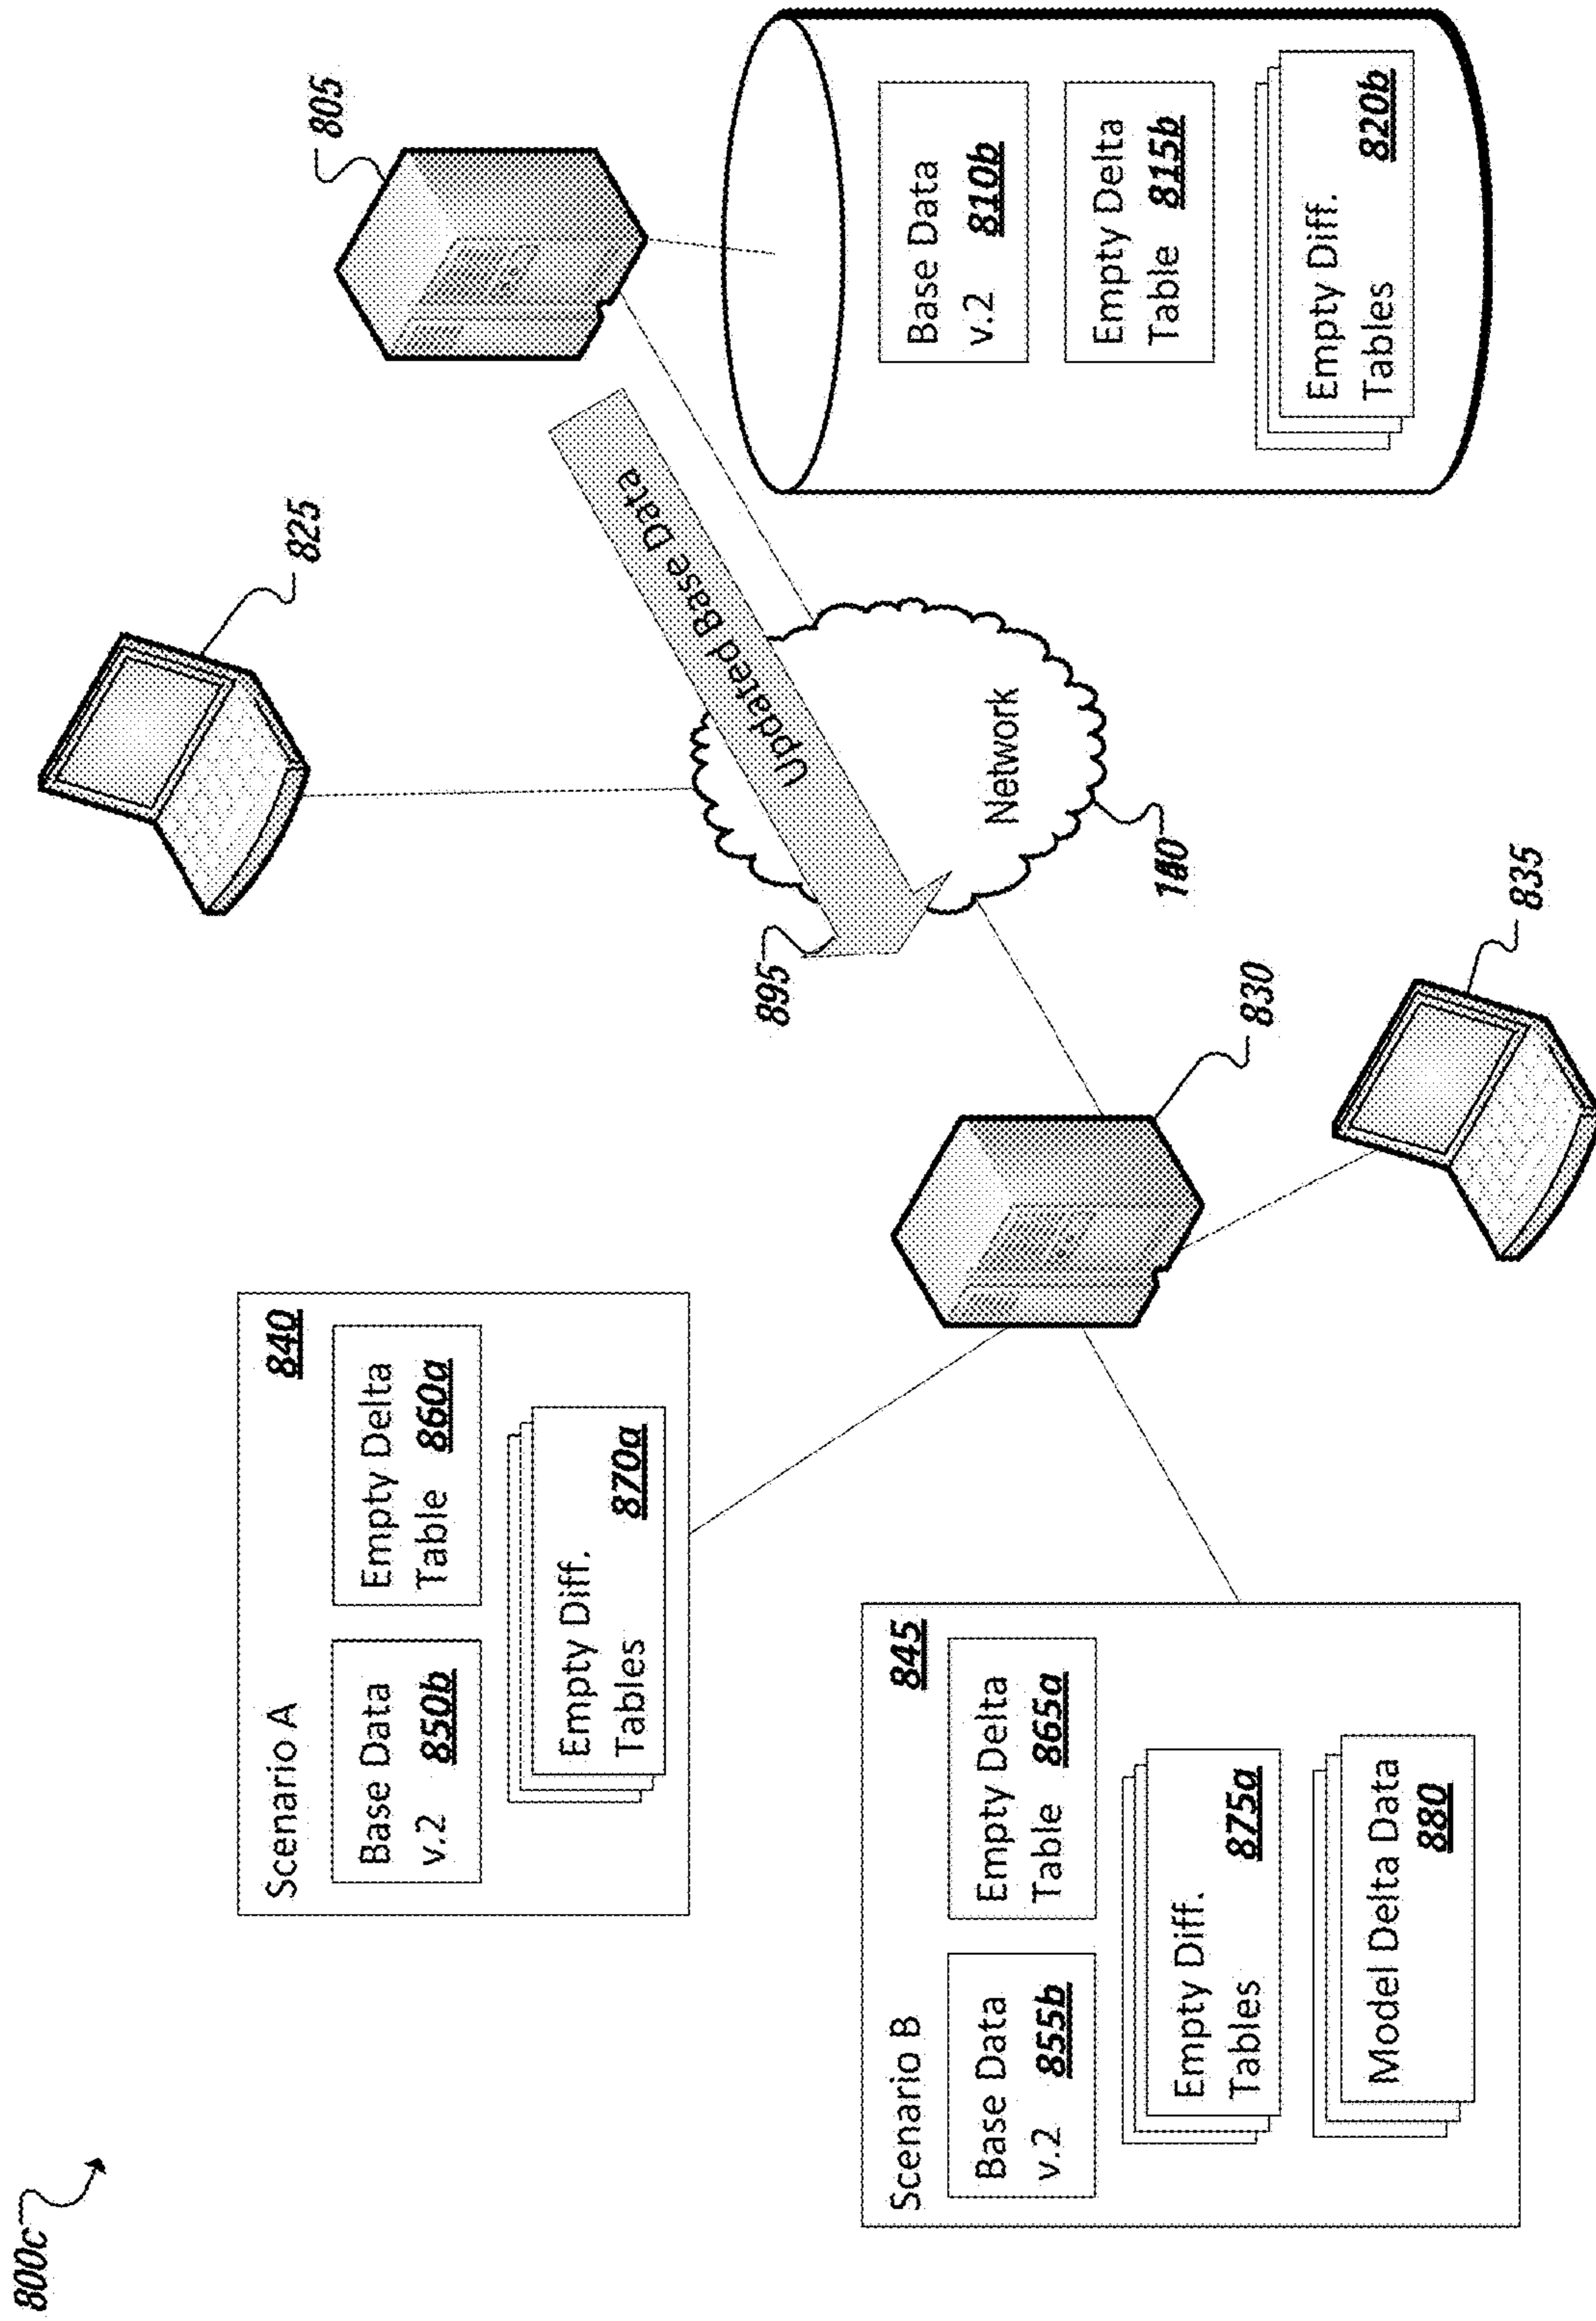 800c
825
805
Scenario A
840
Base Data
v.2 850b
Empty Delta
Table 860a
Empty Diff.
Tables
870a
Updated Base Data
895
Network
830
835
Scenario B
845
Base Data
v.2 855b
Empty Delta
Table 865a
Empty Diff.
Tables
875a
Model Delta Data
880
Base Data
v.2 810b
Empty Delta
Table 815b
Empty Diff.
Tables
820b